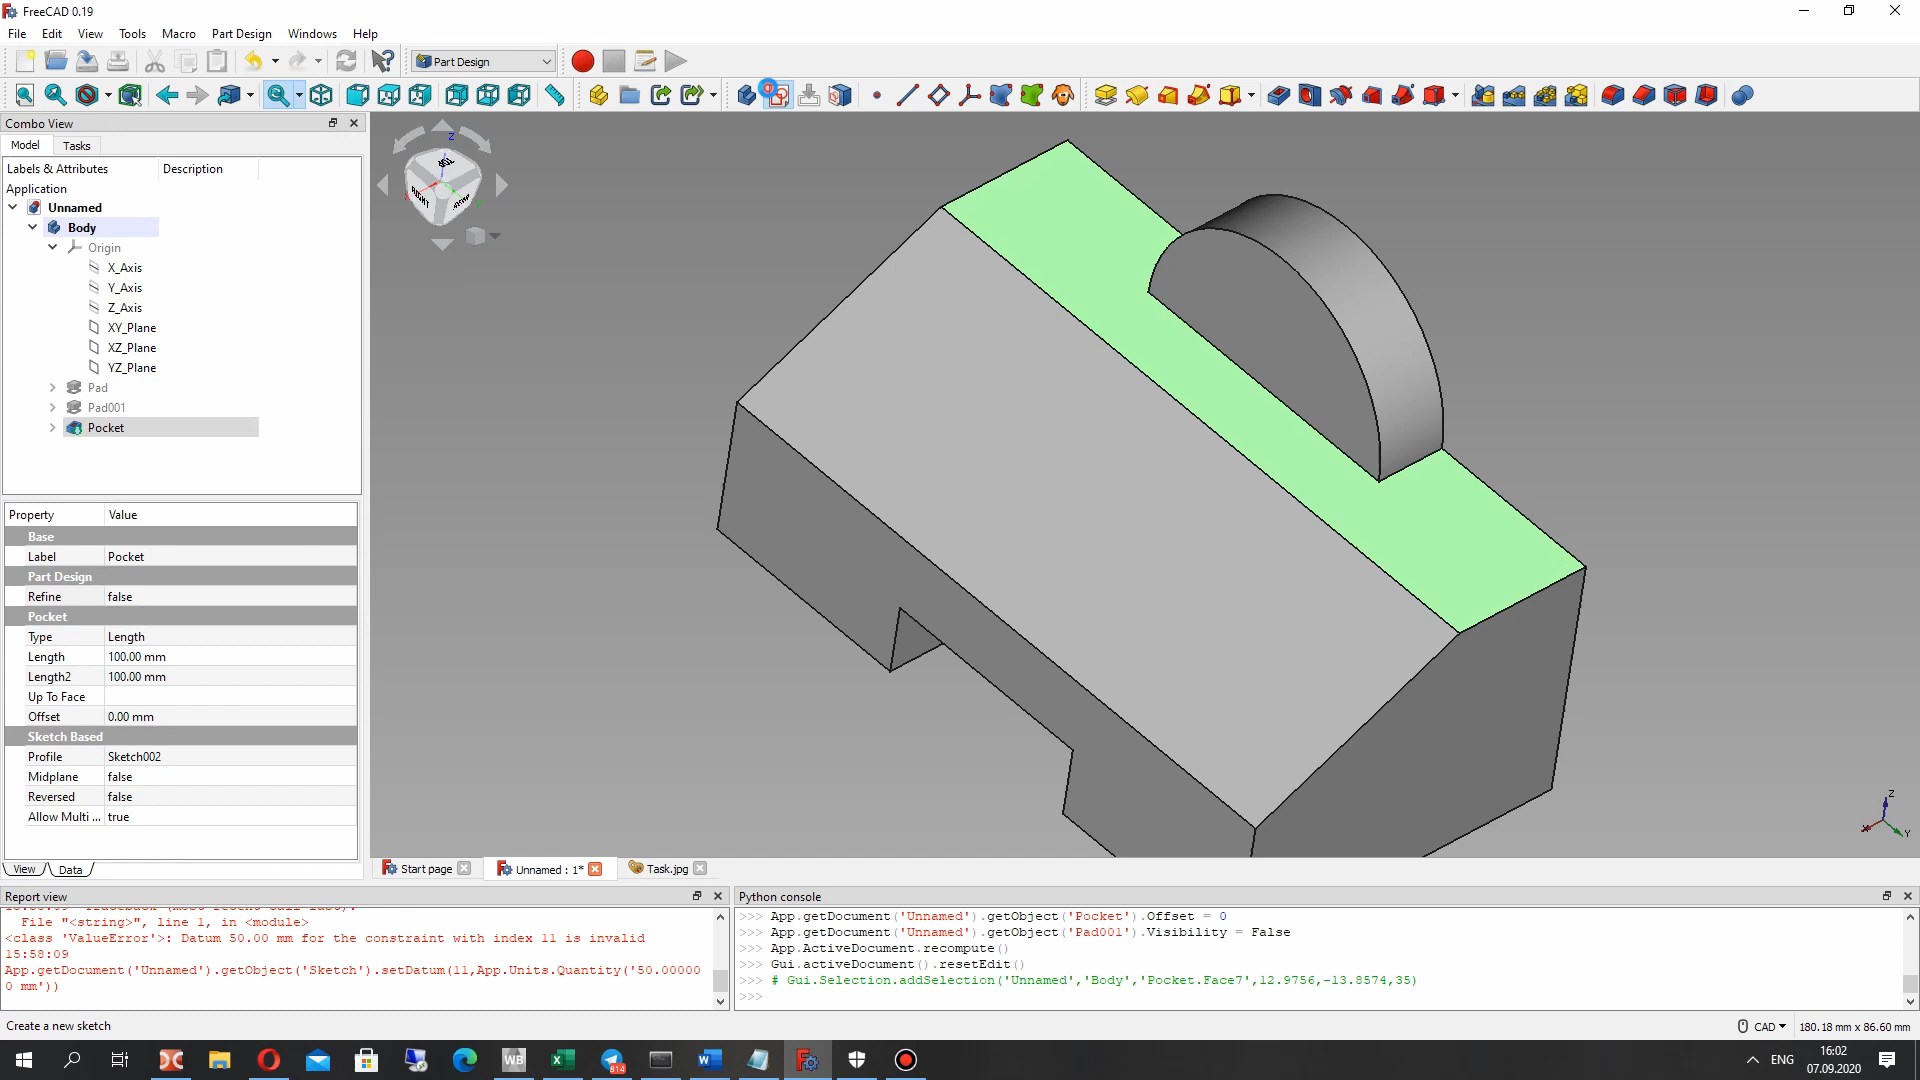 FreeCAD 0.19
File Edit View Tools Macro Part Design Windows Help
Part Design
Combo View
Model Tasks
Labels & Attributes Description
Application
Unnamed
Body
Origin
X_Axis
Y_Axis
Z_Axis
XY_Plane
XZ_Plane
YZ_Plane
Pad
Pad001
Pocket
Property Value
Base
Label Pocket
Part Design
Refine false
Pocket
Type Length
Length 100.00 mm
Length2 100.00 mm
Up To Face
Offset 0.00 mm
Sketch Based
Profile Sketch002
Midplane false
Reversed false
Allow Multi ... true
View Data
Z
TOP
RIGHT
Z
X
Y
Start page Unnamed : 1* Task.jpg
Report view
File "<string>", line 1, in <module>
<class 'ValueError'>: Datum 50.00 mm for the constraint with index 11 is invalid
15:58:09
App.getDocument('Unnamed').getObject('Sketch').setDatum(11,App.Units.Quantity('50.00000
0 mm'))
Python console
>>> App.getDocument('Unnamed').getObject('Pocket').Offset = 0
>>> App.getDocument('Unnamed').getObject('Pad001').Visibility = False
>>> App.ActiveDocument.recompute()
>>> Gui.activeDocument().resetEdit()
>>> # Gui.Selection.addSelection('Unnamed','Body','Pocket.Face7',12.9756,-13.8574,35)
>>>
Create a new sketch
CAD 180.18 mm x 86.60 mm
WB
814
ENG
16:02
07.09.2020